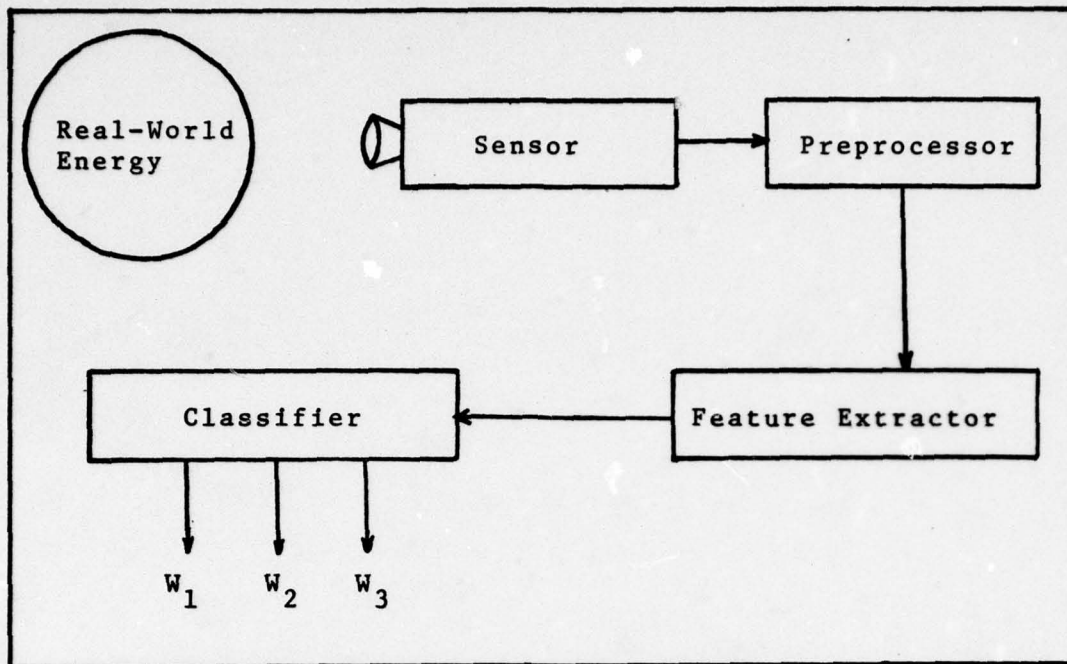 Real-World
Energy
Sensor
Preprocessor
Classifier
Feature Extractor
W1 W2 W3